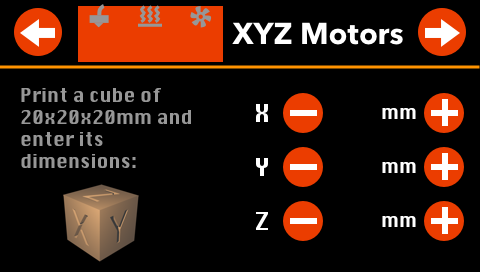 XYZ Motors
Print a cube of
20x20x20mm and
enter its
dimensions:
X mm
Y mm
Z mm
Z
X Y